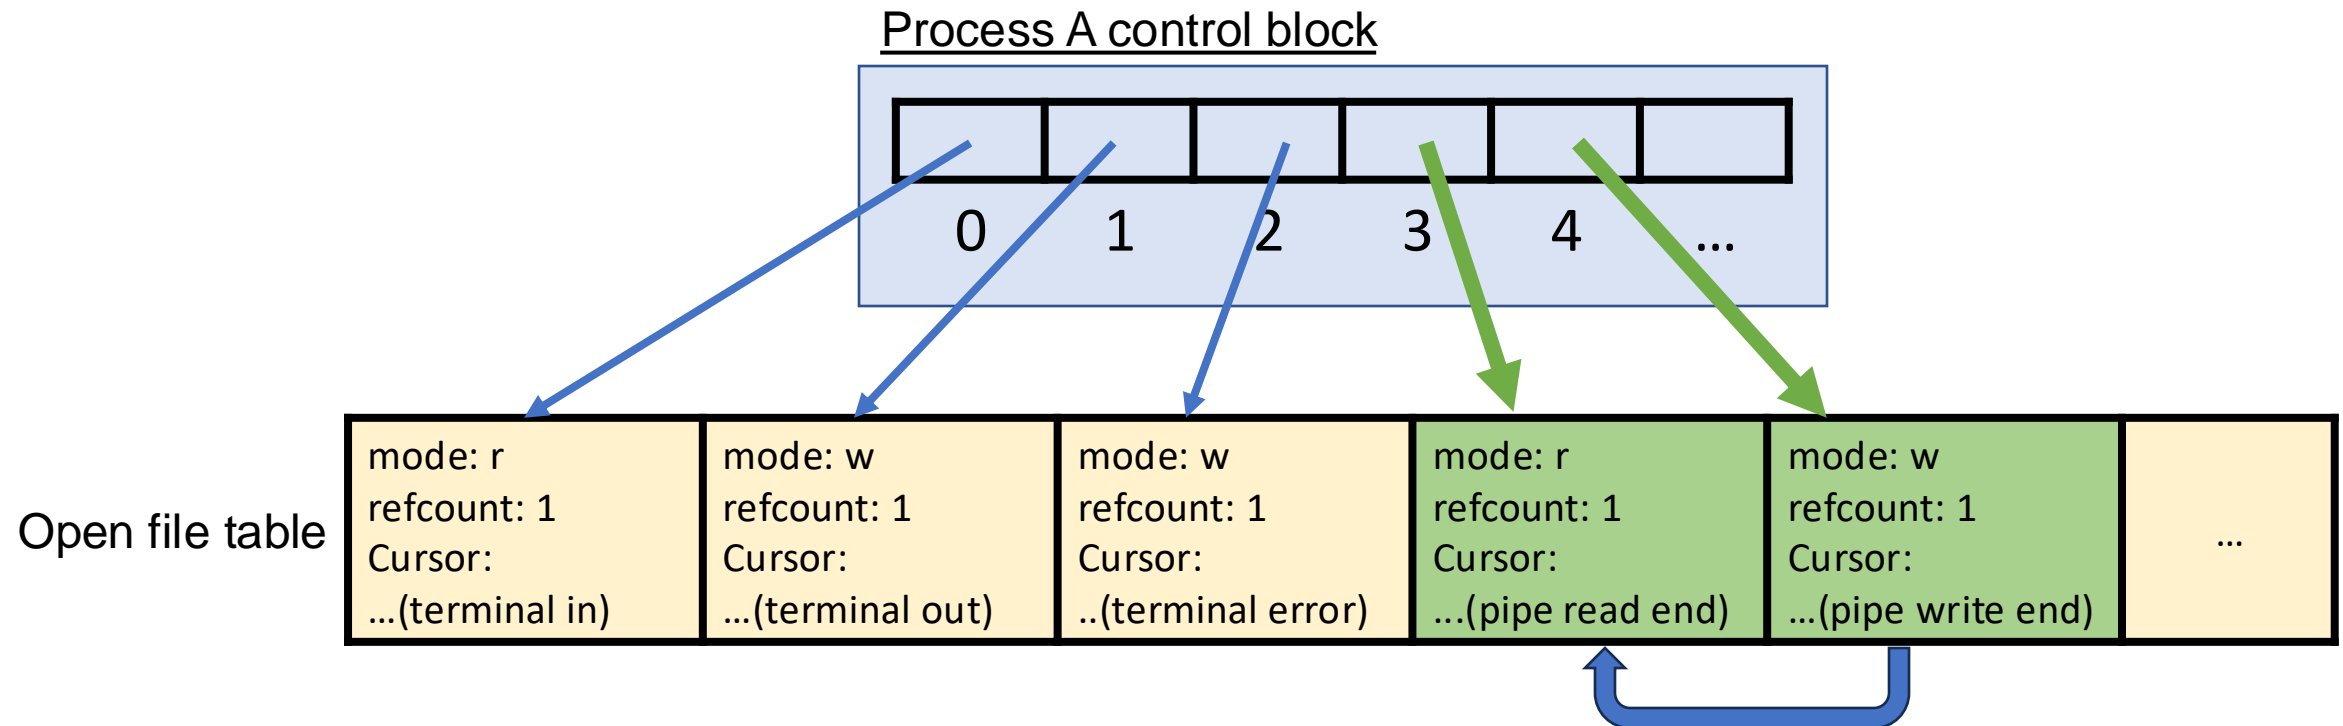 Process A control block
0 1 2 3 4 ...
Open file table
mode: r
refcount: 1
Cursor:
...(terminal in)
mode: w
refcount: 1
Cursor:
...(terminal out)
mode: w
refcount: 1
Cursor:
..(terminal error)
mode: r
refcount: 1
Cursor:
...(pipe read end)
mode: w
refcount: 1
Cursor:
...(pipe write end)
...